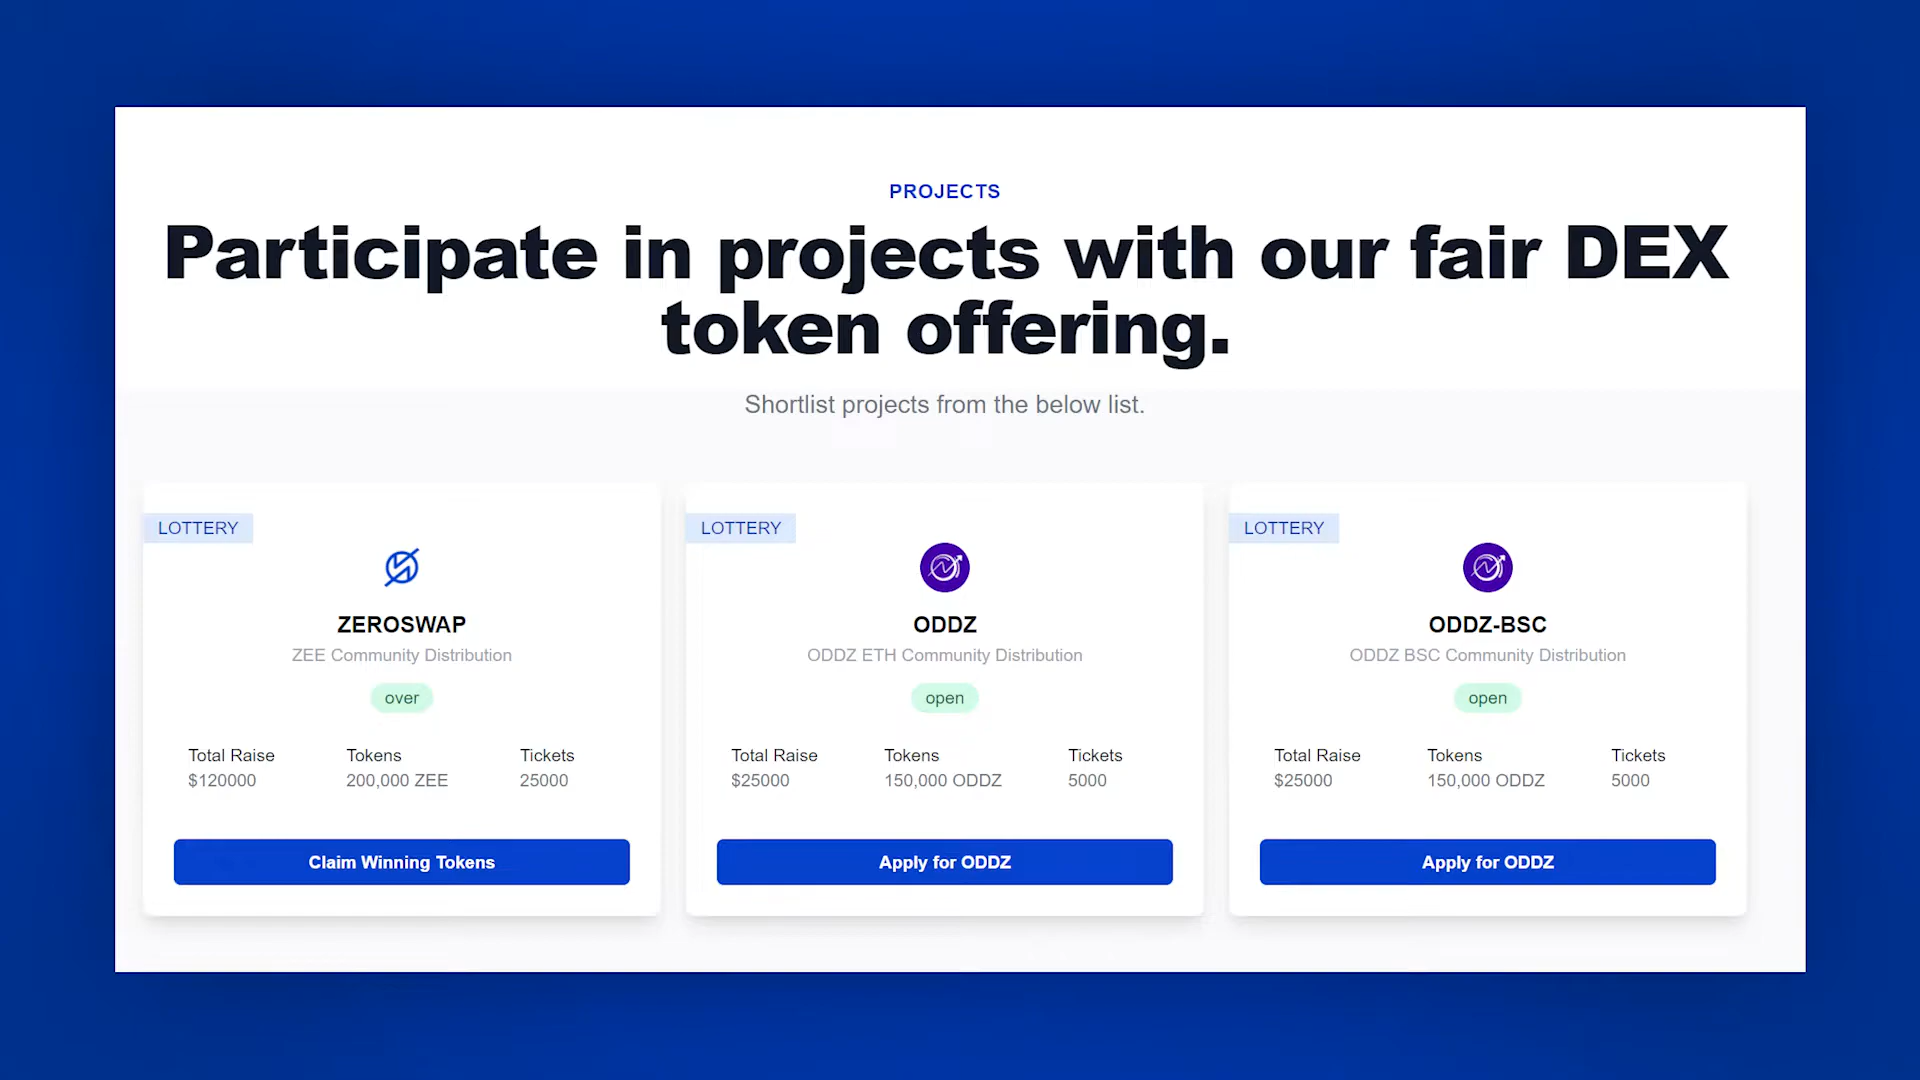 PROJECTS
Participate in projects with our fair DEX
token offering.
Shortlist projects from the below list.
LOTTERY
ZEROSWAP
ZEE Community Distribution
over
Total Raise Tokens Tickets
$120000 200,000 ZEE 25000
Claim Winning Tokens
LOTTERY
ODDZ
ODDZ ETH Community Distribution
open
Total Raise Tokens Tickets
$25000 150,000 ODDZ 5000
Apply for ODDZ
LOTTERY
ODDZ-BSC
ODDZ BSC Community Distribution
open
Total Raise Tokens Tickets
$25000 150,000 ODDZ 5000
Apply for ODDZ